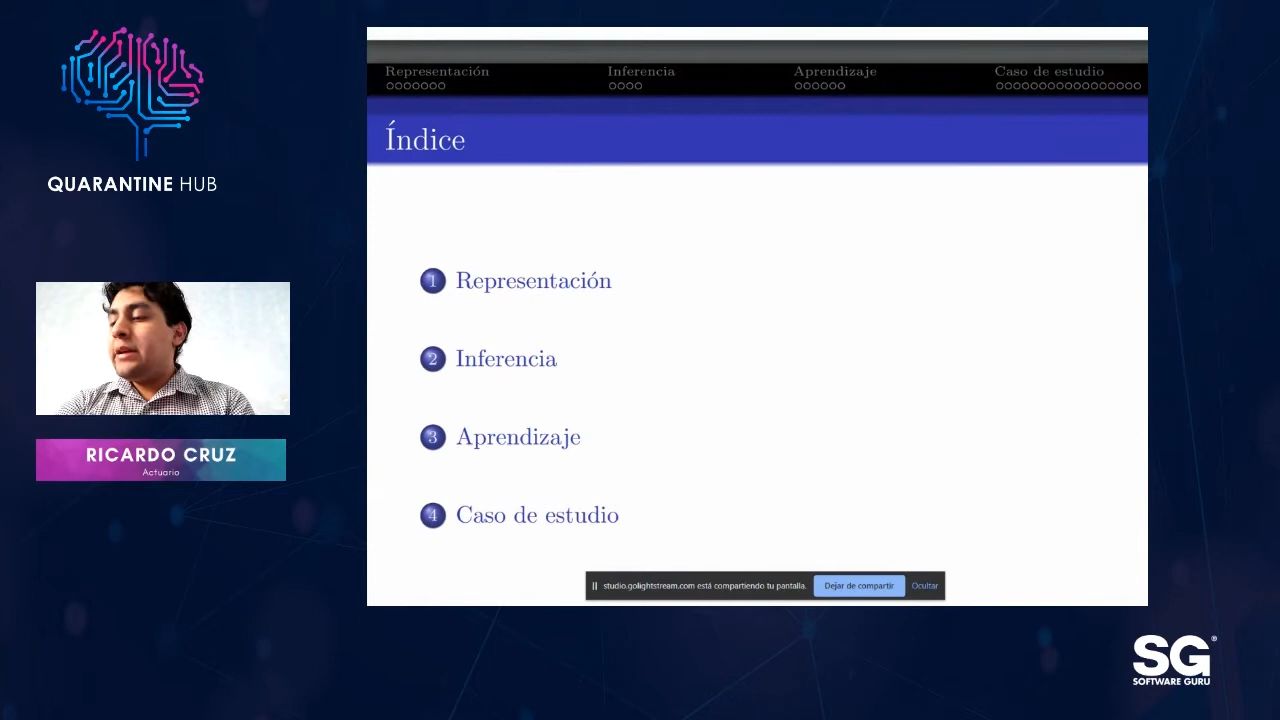 QUARANTINE HUB
RICARDO CRUZ
Actuario
Representación
Inferencia
Aprendizaje
Caso de estudio
Índice
1 Representación
2 Inferencia
3 Aprendizaje
4 Caso de estudio
studio.golightstream.com está compartiendo tu pantalla. Dejar de compartir Ocultar
SG®
SOFTWARE GURU